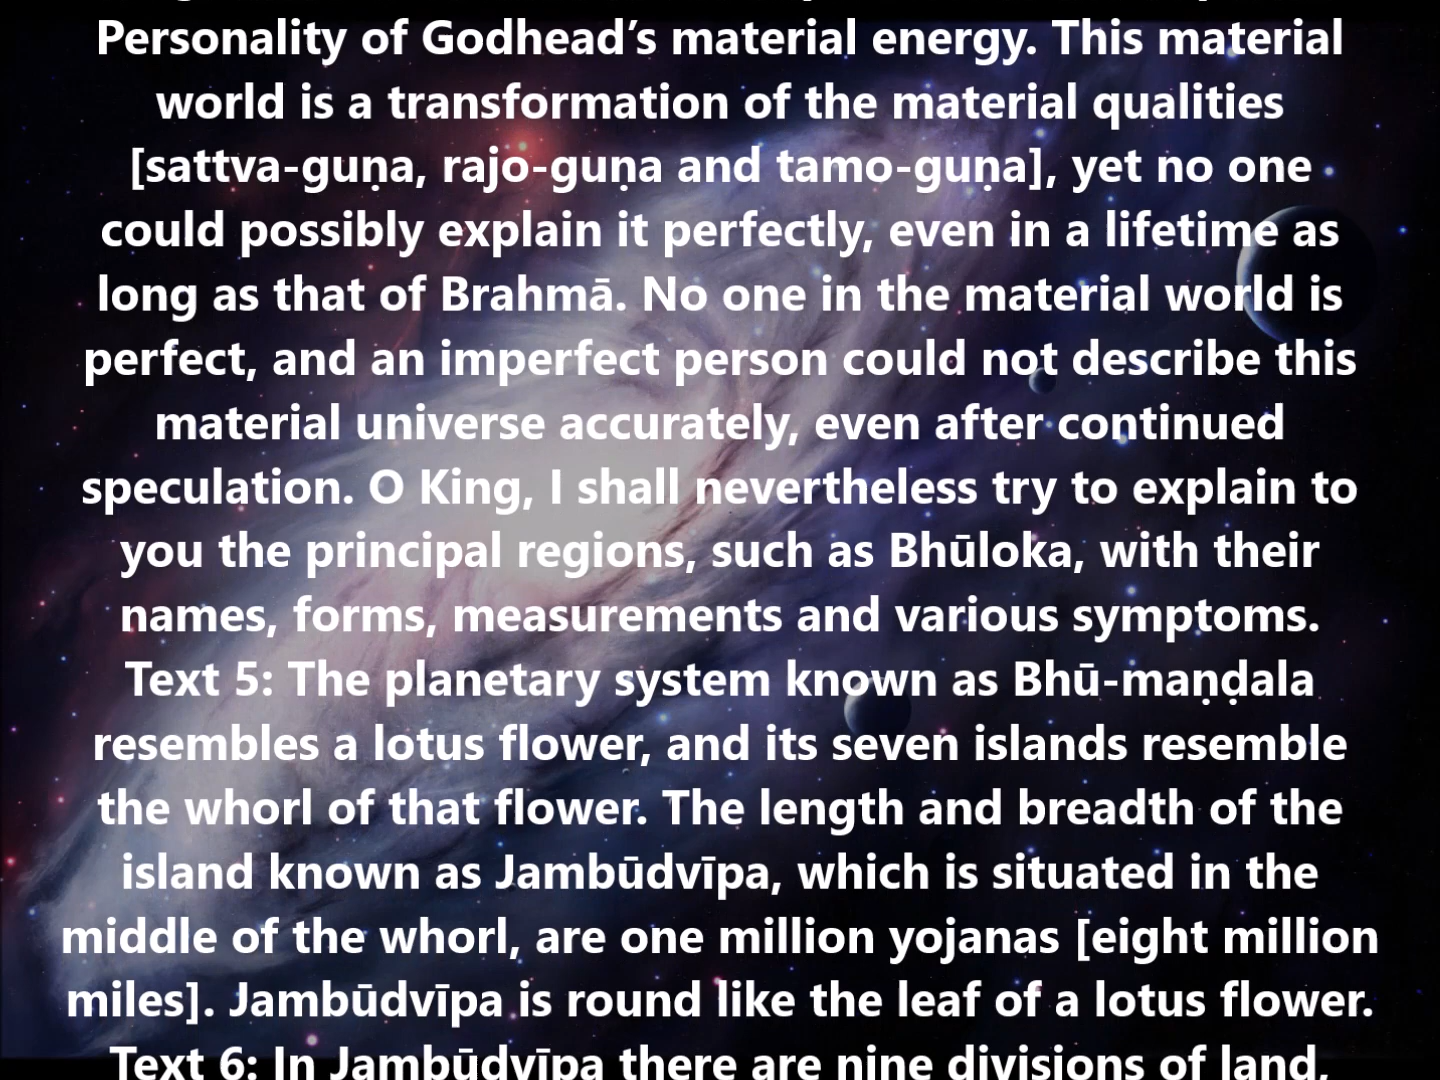 Personality of Godhead’s material energy. This material
world is a transformation of the material qualities
[sattva-guṇa, rajo-guṇa and tamo-guṇa], yet no one
could possibly explain it perfectly, even in a lifetime as
long as that of Brahmā. No one in the material world is
perfect, and an imperfect person could not describe this
material universe accurately, even after continued
speculation. O King, I shall nevertheless try to explain to
you the principal regions, such as Bhūloka, with their
names, forms, measurements and various symptoms.
Text 5: The planetary system known as Bhū-maṇḍala
resembles a lotus flower, and its seven islands resemble
the whorl of that flower. The length and breadth of the
island known as Jambūdvīpa, which is situated in the
middle of the whorl, are one million yojanas [eight million
miles]. Jambūdvīpa is round like the leaf of a lotus flower.
Text 6: In Jambūdvīpa there are nine divisions of land,